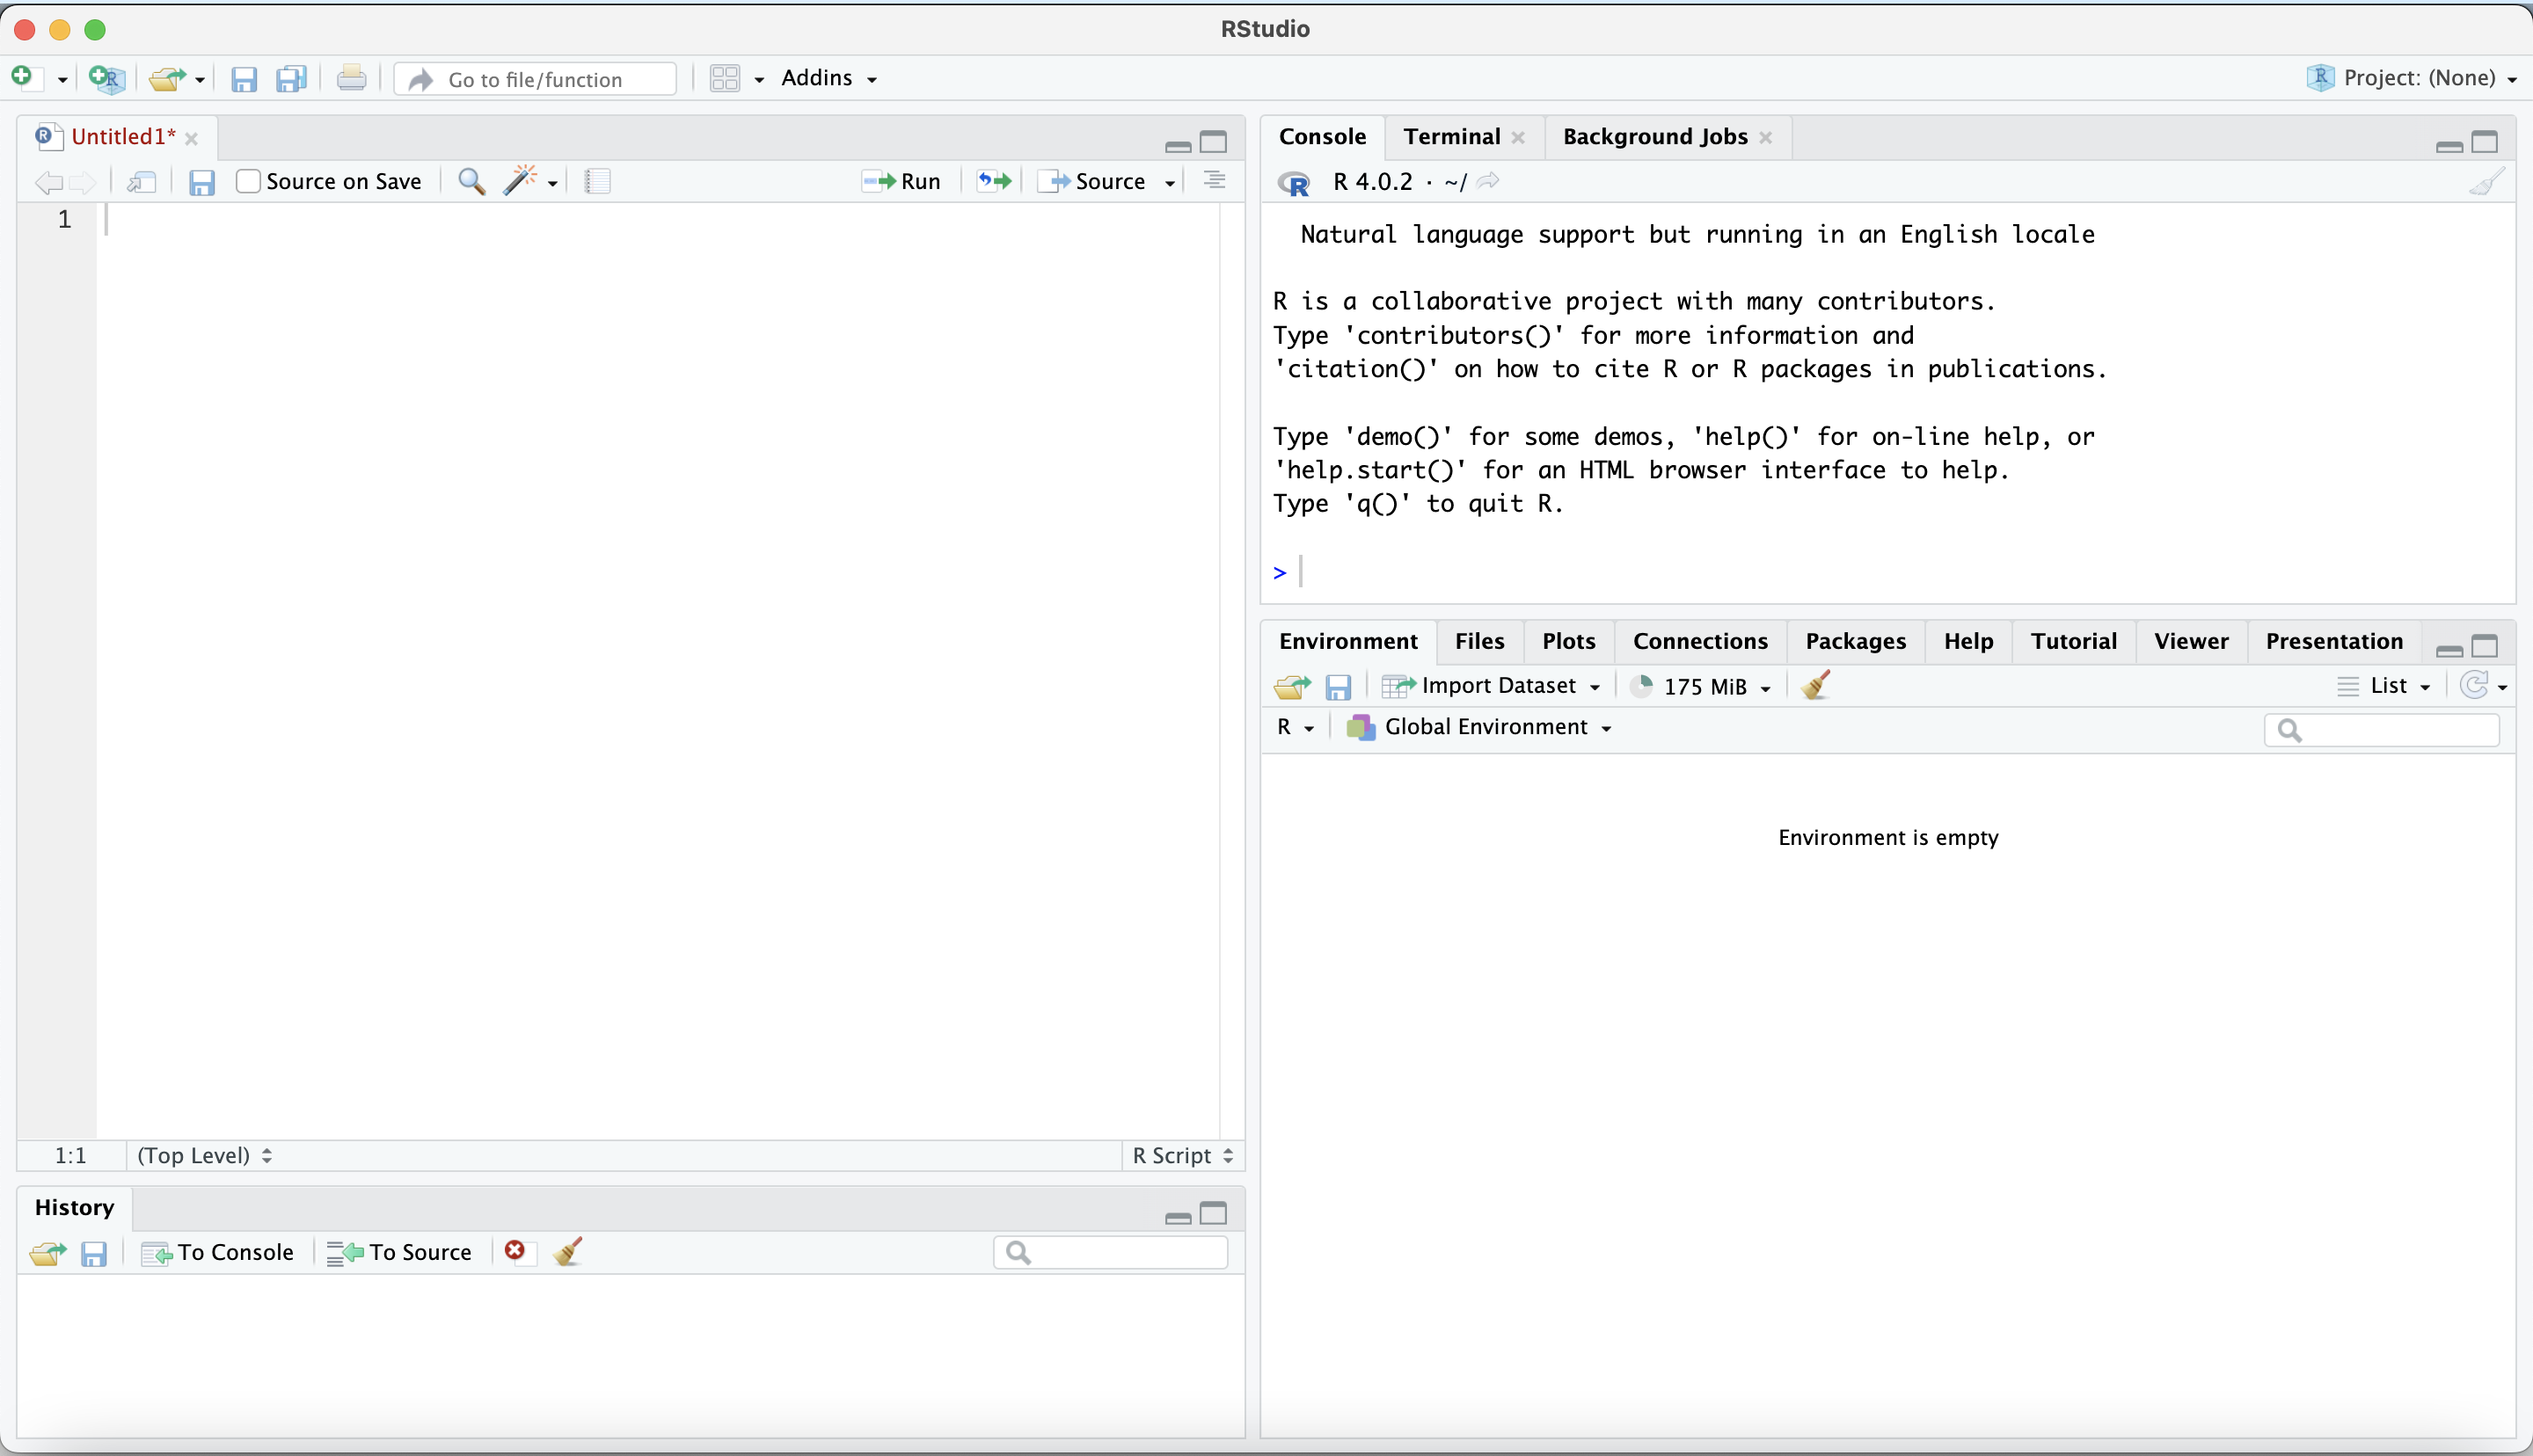 RStudio
Go to file/function
Addins
Project: (None)
Untitled1*
Source on Save
Run
Source
1
1:1
(Top Level)
R Script
History
To Console
To Source
Console
Terminal
Background Jobs
R 4.0.2 · ~/
Natural language support but running in an English locale
R is a collaborative project with many contributors.
Type 'contributors()' for more information and
'citation()' on how to cite R or R packages in publications.
Type 'demo()' for some demos, 'help()' for on-line help, or
'help.start()' for an HTML browser interface to help.
Type 'q()' to quit R.
>
Environment
Files
Plots
Connections
Packages
Help
Tutorial
Viewer
Presentation
Import Dataset
175 MiB
List
R
Global Environment
Environment is empty